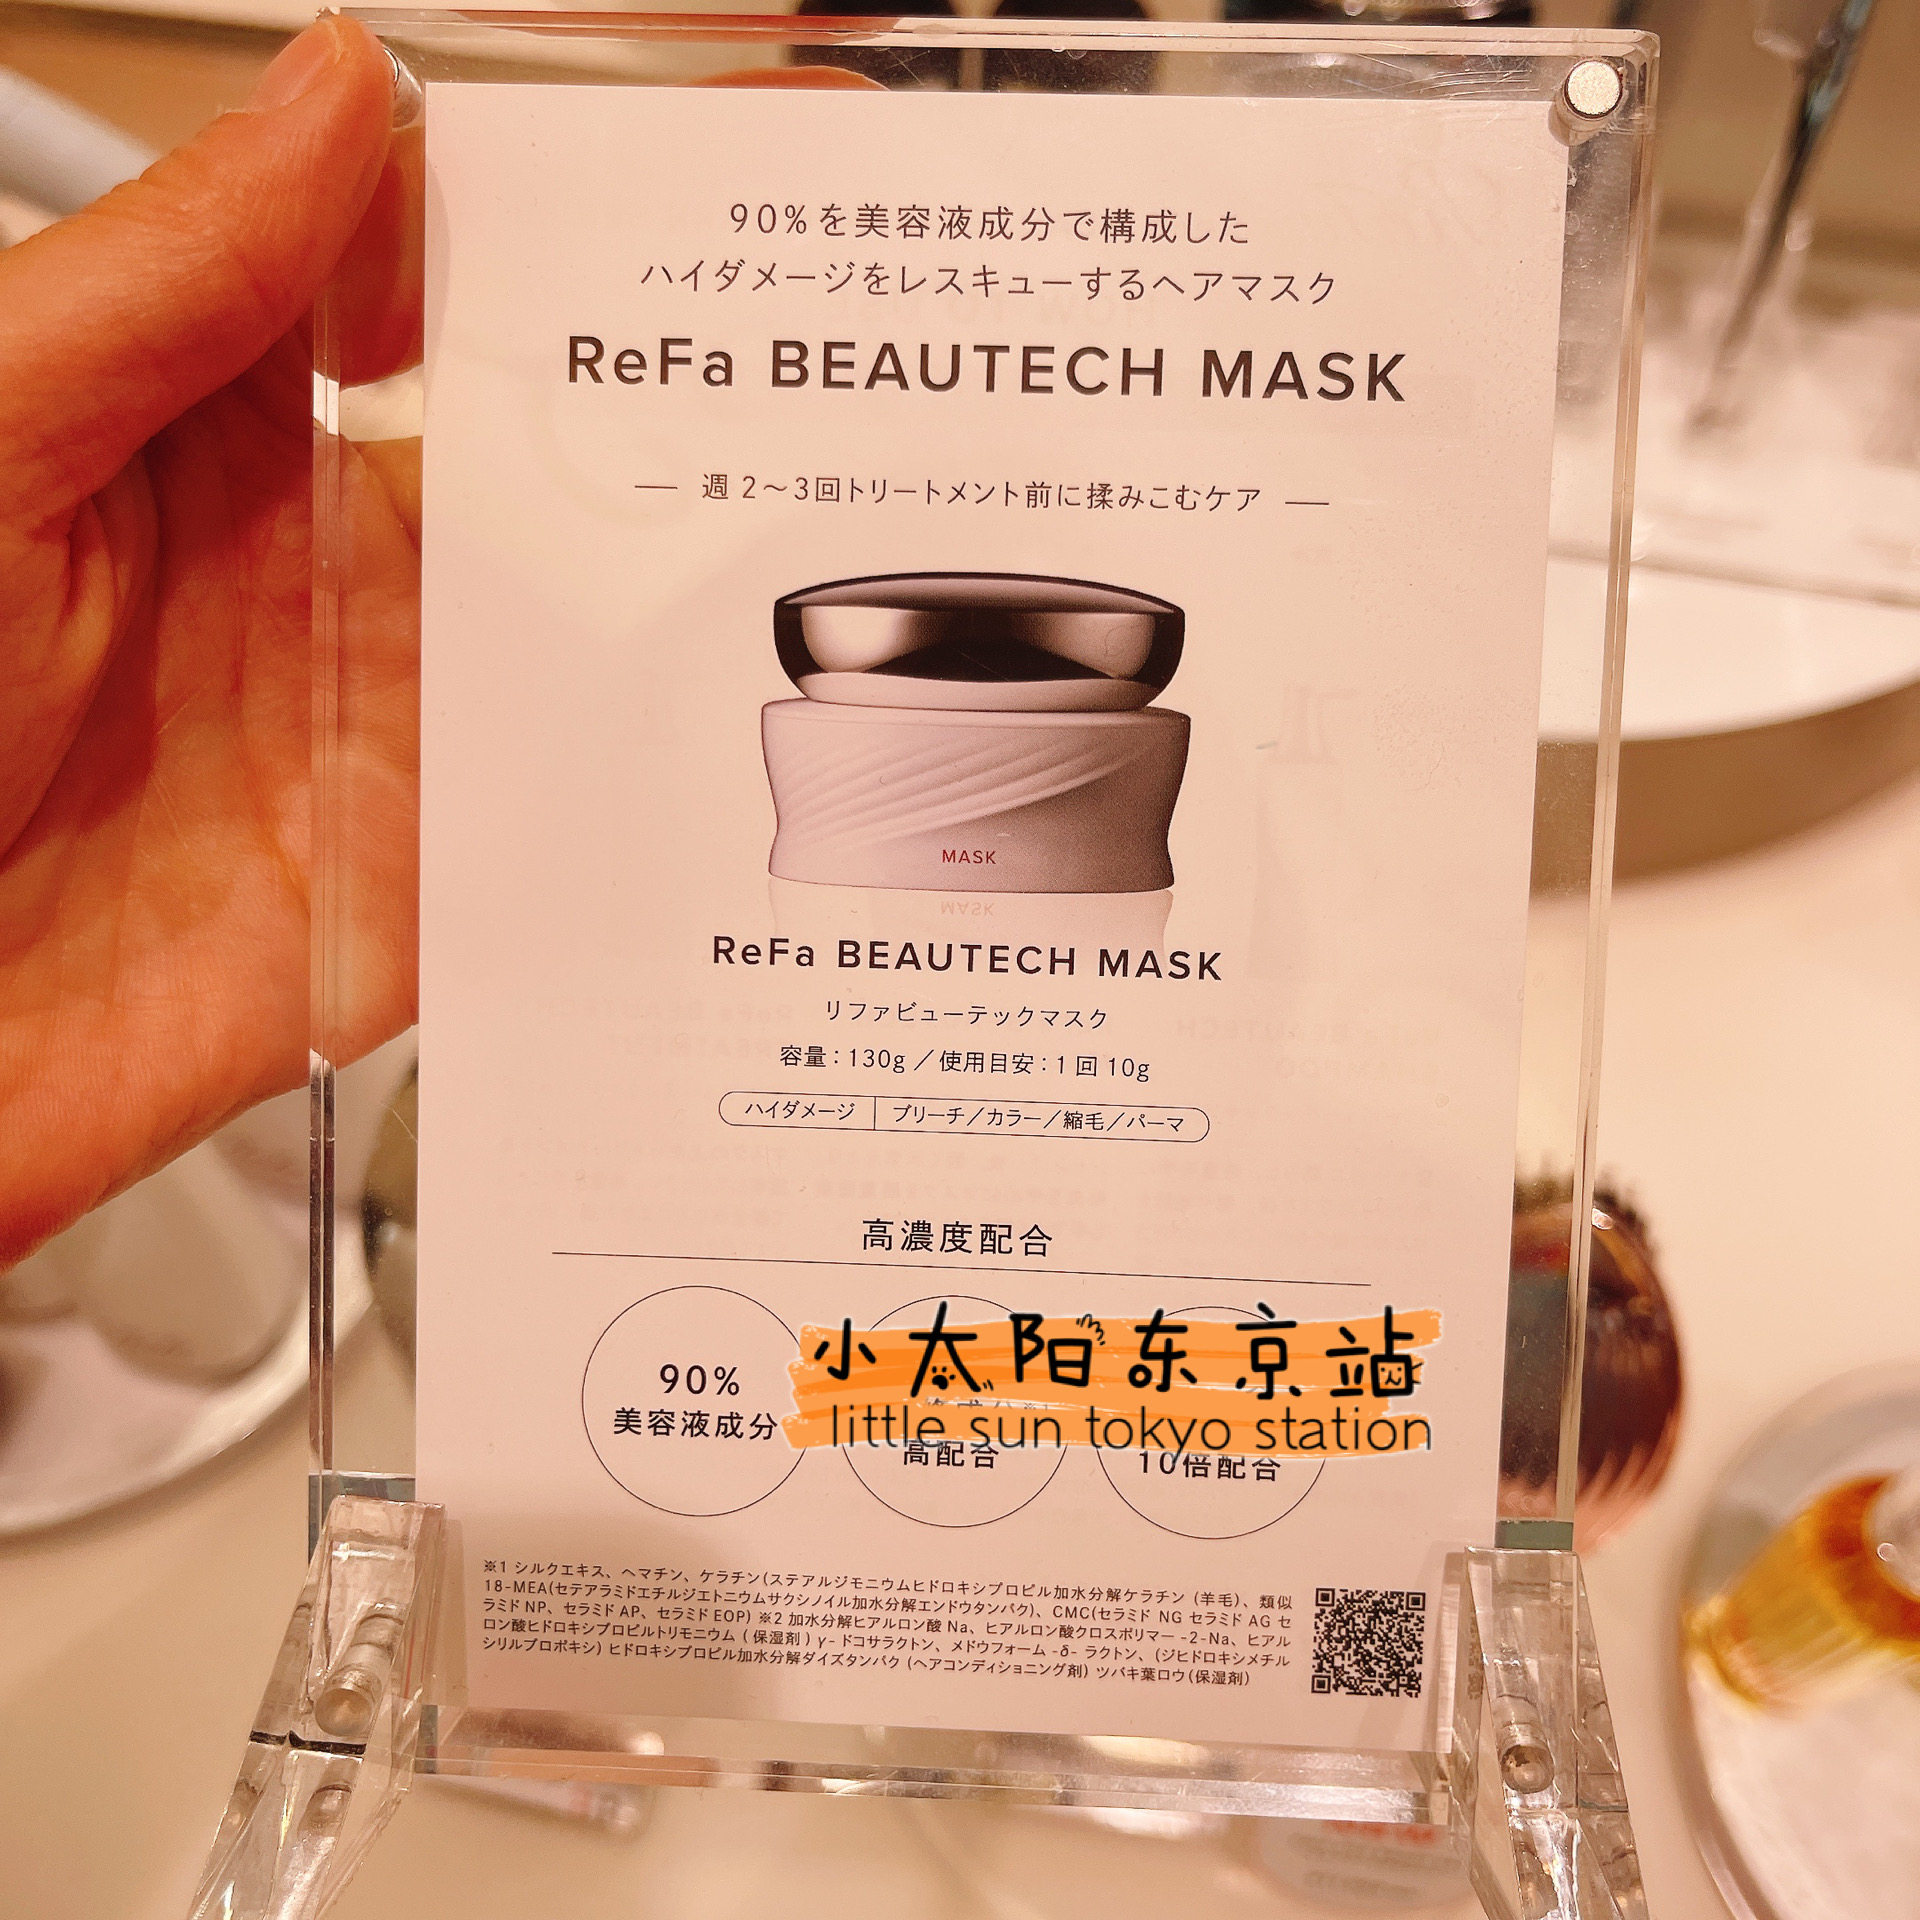 90%を美容液成分で構成した
ハイダメージをレスキューするヘアマスク
ReFa BEAUTECH MASK
週2〜3回トリートメント前に揉みこむケア
MASK
ReFa BEAUTECH MASK
リファビューテックマスク
容量：130g／使用目安：1回10g
ハイダメージ ブリーチ／カラー／縮毛／パーマ
高濃度配合
90%
美容液成分
高配合
10倍配合
小太阳东京站
little sun tokyo station
※1 シルクエキス、ヘマチン、ケラチン(ステアルジモニウムヒドロキシプロピル加水分解ケラチン (羊毛)、類似
18-MEA(セテアラミドエチルジエトニウムサクシノイル加水分解エンドウタンパク)、CMC(セラミド NG セラミド AG セ
ラミド NP、セラミド AP、セラミド EOP) ※2 加水分解ヒアルロン酸 Na、ヒアルロン酸クロスポリマー -2-Na、ヒアル
ロン酸ヒドロキシプロピルトリモニウム ( 保湿剤 ) γ- ドコサラクトン、メドウフォーム -δ- ラクトン、(ジヒドロキシメチル
シリルプロポキシ) ヒドロキシプロピル加水分解ダイズタンパク (ヘアコンディショニング剤) ツバキ葉ロウ(保湿剤)